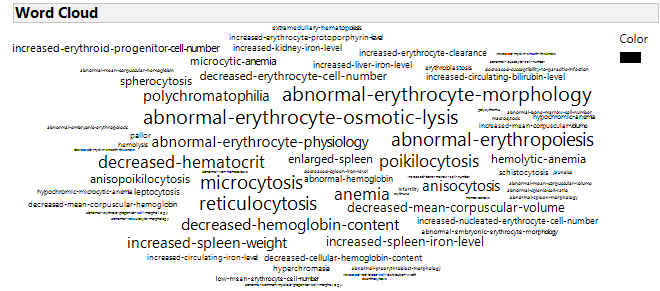 Word Cloud
Color
extramedullary-hematopoiesis
increased-erythrocyte-protoporphyrin-level
increased-erythroid-progenitor-cell-number
increased-kidney-iron-level
increased-erythrocyte-clearance
microcytic-anemia
increased-liver-iron-level
erythroblastosis
abnormal-mean-corpuscular-hemoglobin
spherocytosis
decreased-erythrocyte-cell-number
increased-circulating-bilirubin-level
polychromatophilia
abnormal-erythrocyte-morphology
abnormal-erythrocyte-osmotic-lysis
hypochromic-anemia
increased-mean-corpuscular-volume
pallor
hemolysis
abnormal-erythrocyte-physiology
abnormal-erythropoiesis
decreased-hematocrit
enlarged-spleen
poikilocytosis
hemolytic-anemia
schistocytosis
anisopoikilocytosis
microcytosis
abnormal-hemoglobin
anisocytosis
abnormal-mean-corpuscular-volume
hypochromic-microcytic-anemia
leptocytosis
anemia
infertility
abnormal-spleen-morphology
decreased-mean-corpuscular-hemoglobin
reticulocytosis
decreased-mean-corpuscular-volume
decreased-hemoglobin-content
increased-nucleated-erythrocyte-cell-number
abnormal-embryonic-erythrocyte-morphology
increased-spleen-weight
increased-spleen-iron-level
increased-circulating-iron-level
decreased-cellular-hemoglobin-content
hyperchromasia
abnormal-proerythroblast-morphology
low-mean-erythrocyte-cell-number